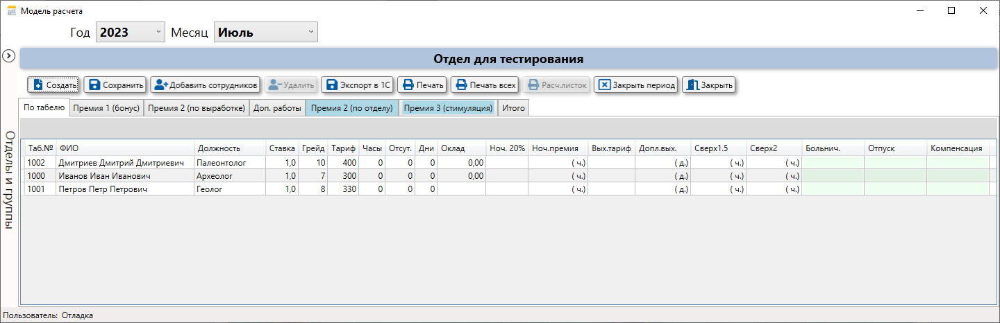 Модель расчета
Год 2023 Месяц Июль
Отдел для тестирования
Создать Сохранить Добавить сотрудников Удалить Экспорт в 1С Печать Печать всех Расч.листок Закрыть период Закрыть
По табелю Премия 1 (бонус) Премия 2 (по выработке) Доп. работы Премия 2 (по отделу) Премия 3 (стимуляция) Итого
Отделы и группы
Таб.№ ФИО Должность Ставка Грейд Тариф Часы Отсут. Дни Оклад Ноч. 20% Ноч.премия Вых.тариф Допл.вых. Сверх1.5 Сверх2 Больнич. Отпуск Компенсация
1002 Дмитриев Дмитрий Дмитриевич Палеонтолог 1,0 10 400 0 0 0 0,00 ( ч.) ( д.) ( ч.) ( ч.)
1000 Иванов Иван Иванович Археолог 1,0 7 300 0 0 0 0,00 ( ч.) ( д.) ( ч.) ( ч.)
1001 Петров Петр Петрович Геолог 1,0 8 330 0 0 0 ( ч.) ( д.) ( ч.) ( ч.)
Пользователь: Отладка